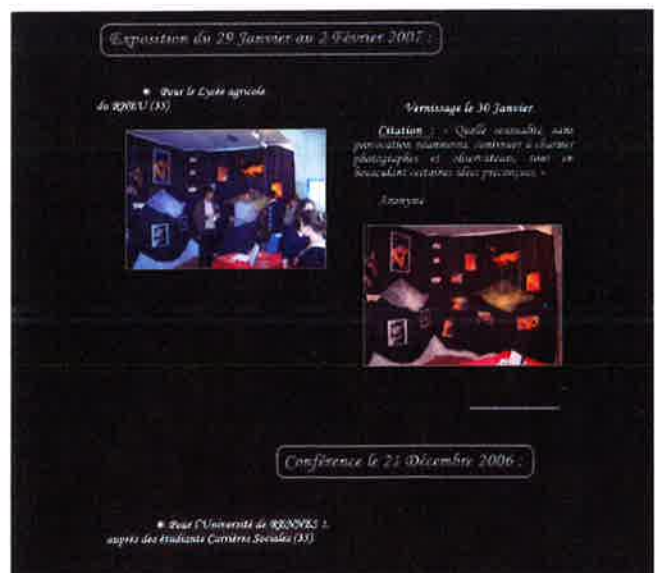 Exposition du 29 Janvier au 2 Février 2007 :
* Pour le Lycée agricole
du RHEU (35)
Vernissage le 30 Janvier
Citation : « Quelle sensualité sans
provocation néanmoins, continuez à charmer
photographes et observateurs, tout en
bousculant certaines idées préconçues. »
Anonyme
Conférence le 21 Décembre 2006 :
* Pour l'Université de RENNES 1,
auprès des étudiants Carrières Sociales (35)